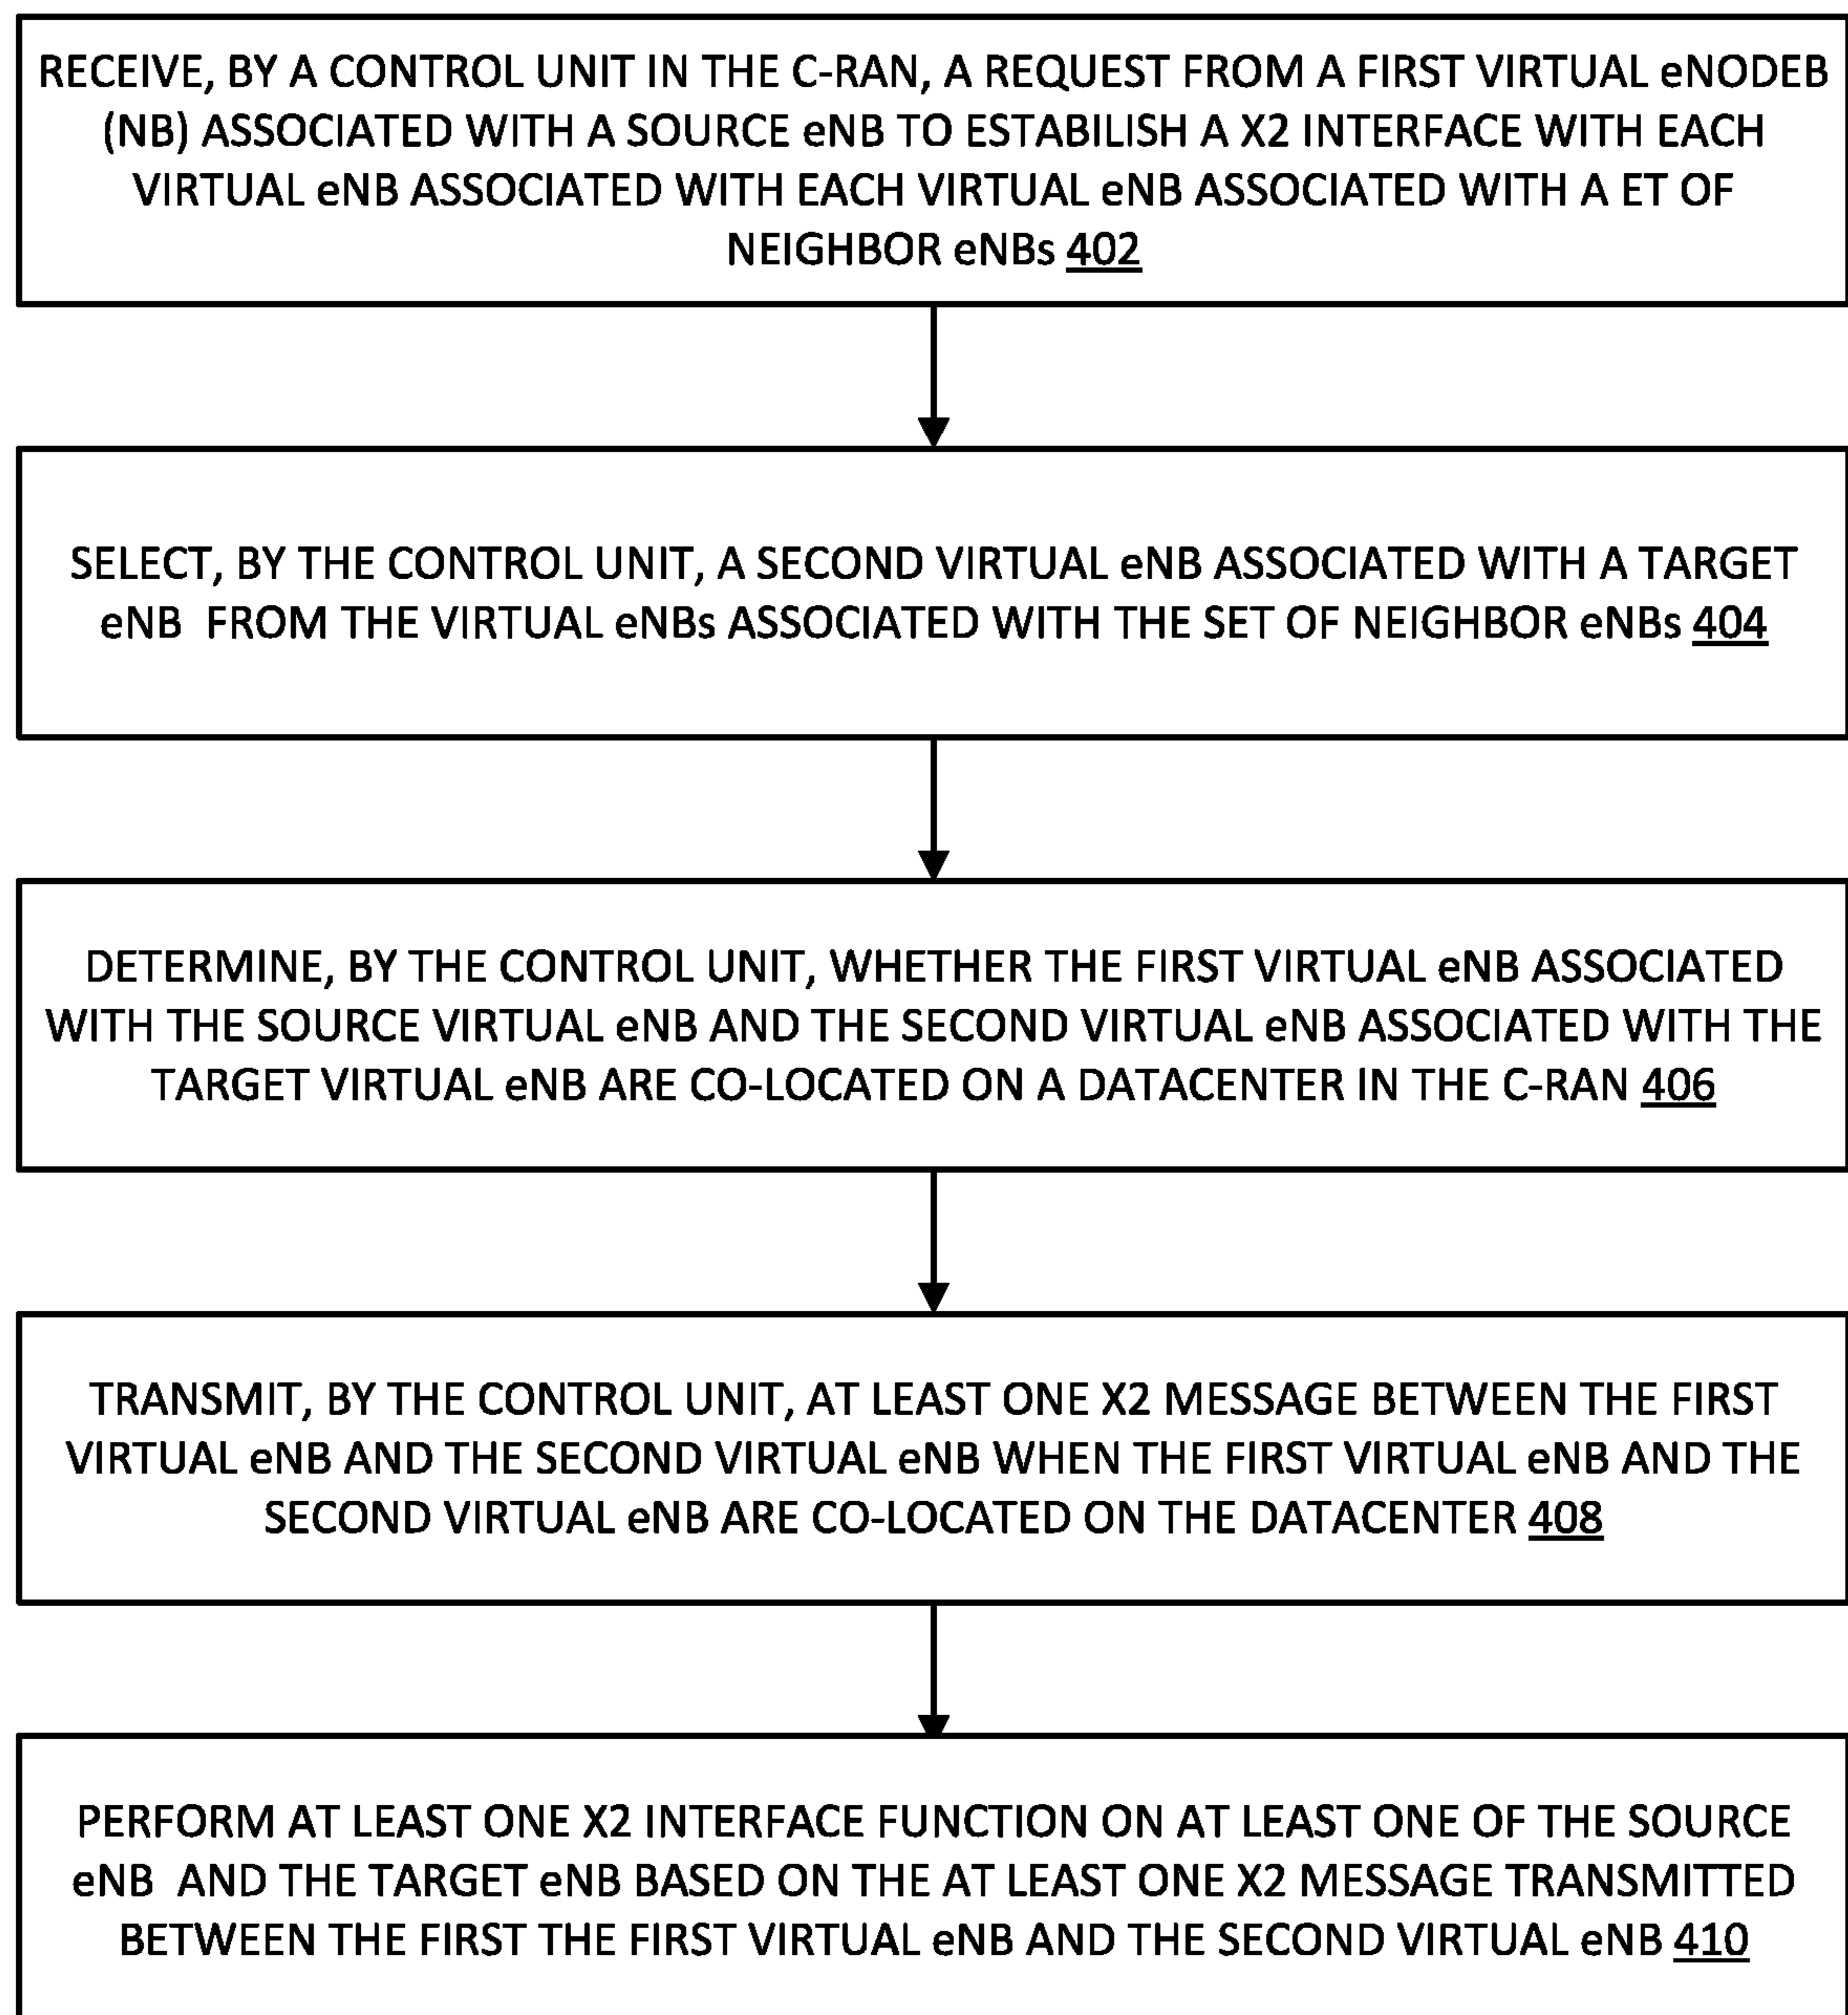 RECEIVE, BY A CONTROL UNIT IN THE C-RAN, A REQUEST FROM A FIRST VIRTUAL eNODEB
(NB) ASSOCIATED WITH A SOURCE eNB TO ESTABILISH A X2 INTERFACE WITH EACH
VIRTUAL eNB ASSOCIATED WITH EACH VIRTUAL eNB ASSOCIATED WITH A ET OF
NEIGHBOR eNBs 402
SELECT, BY THE CONTROL UNIT, A SECOND VIRTUAL eNB ASSOCIATED WITH A TARGET
eNB FROM THE VIRTUAL eNBs ASSOCIATED WITH THE SET OF NEIGHBOR eNBs 404
DETERMINE, BY THE CONTROL UNIT, WHETHER THE FIRST VIRTUAL eNB ASSOCIATED
WITH THE SOURCE VIRTUAL eNB AND THE SECOND VIRTUAL eNB ASSOCIATED WITH THE
TARGET VIRTUAL eNB ARE CO-LOCATED ON A DATACENTER IN THE C-RAN 406
TRANSMIT, BY THE CONTROL UNIT, AT LEAST ONE X2 MESSAGE BETWEEN THE FIRST
VIRTUAL eNB AND THE SECOND VIRTUAL eNB WHEN THE FIRST VIRTUAL eNB AND THE
SECOND VIRTUAL eNB ARE CO-LOCATED ON THE DATACENTER 408
PERFORM AT LEAST ONE X2 INTERFACE FUNCTION ON AT LEAST ONE OF THE SOURCE
eNB AND THE TARGET eNB BASED ON THE AT LEAST ONE X2 MESSAGE TRANSMITTED
BETWEEN THE FIRST THE FIRST VIRTUAL eNB AND THE SECOND VIRTUAL eNB 410